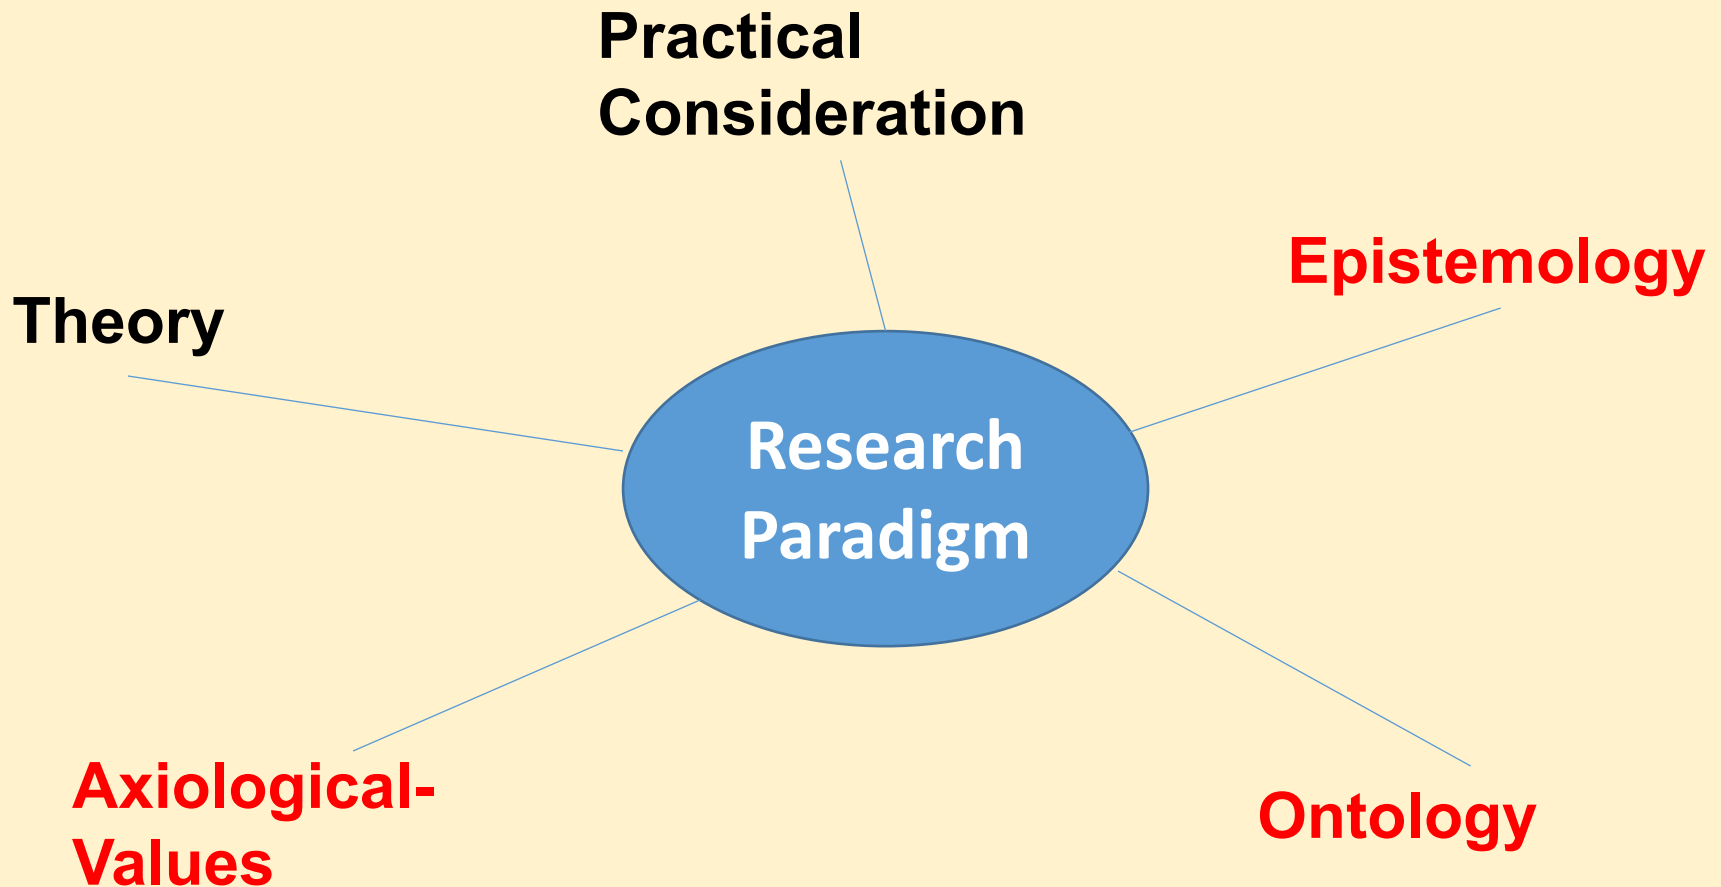 Practical
Consideration
Epistemology
Theory
Research
Paradigm
Axiological-
Values
Ontology